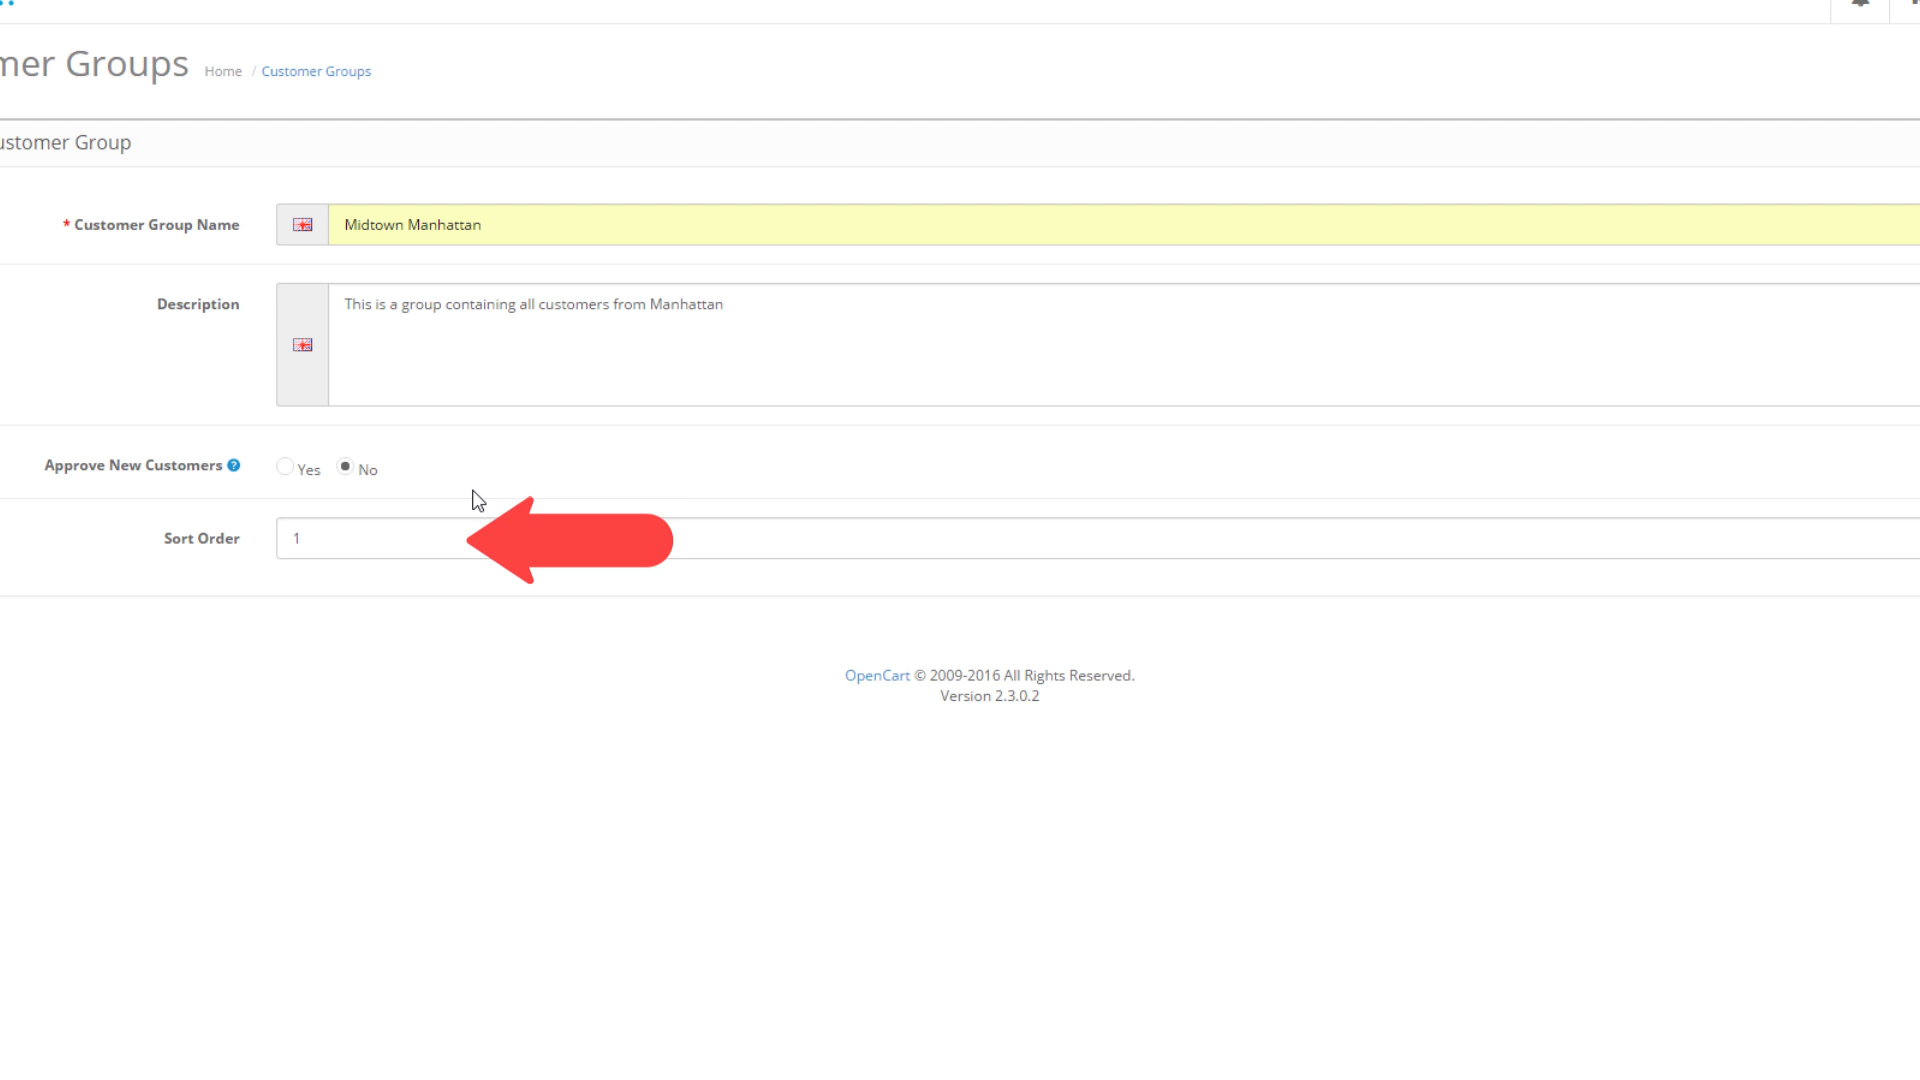 mer Groups Home / Customer Groups
ustomer Group
* Customer Group Name Midtown Manhattan
Description This is a group containing all customers from Manhattan
Approve New Customers ? Yes No
Sort Order 1
OpenCart © 2009-2016 All Rights Reserved.
Version 2.3.0.2